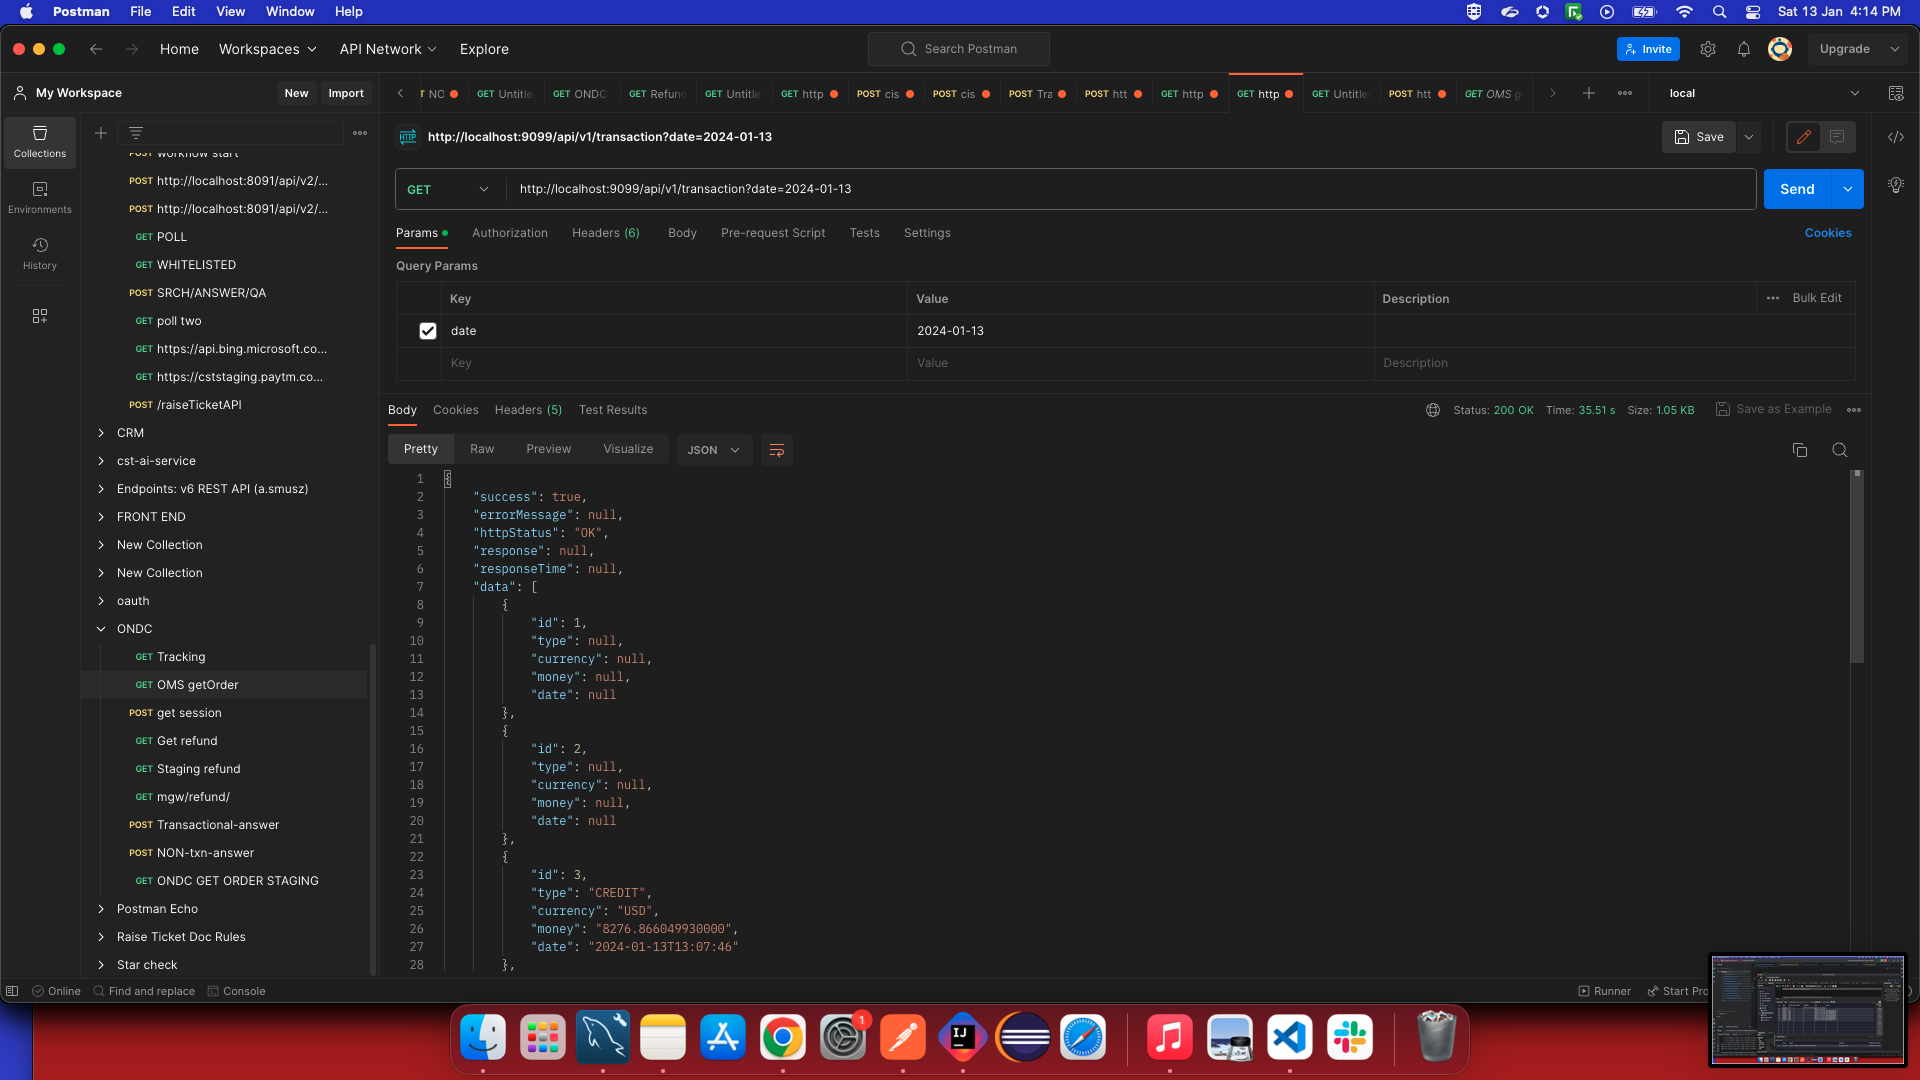 Postman File Edit View Window Help Sat 13 Jan 4:14 PM
Home Workspaces API Network Explore Search Postman Invite Upgrade
My Workspace New Import
NO GET Untitle GET ONDC GET Refun GET Untitle GET http POST cis POST cis POST Tra POST htt GET http GET http GET Untitle POST htt GET OMS g local
Collections
Environments
History
POST workflow start
POST http://localhost:8091/api/v2/...
POST http://localhost:8091/api/v2/...
GET POLL
GET WHITELISTED
POST SRCH/ANSWER/QA
GET poll two
GET https://api.bing.microsoft.co...
GET https://cststaging.paytm.co...
POST /raiseTicketAPI
CRM
cst-ai-service
Endpoints: v6 REST API (a.smusz)
FRONT END
New Collection
New Collection
oauth
ONDC
GET Tracking
GET OMS getOrder
POST get session
GET Get refund
GET Staging refund
GET mgw/refund/
POST Transactional-answer
POST NON-txn-answer
GET ONDC GET ORDER STAGING
Postman Echo
Raise Ticket Doc Rules
Star check
HTTP http://localhost:9099/api/v1/transaction?date=2024-01-13 Save
GET http://localhost:9099/api/v1/transaction?date=2024-01-13 Send
Params Authorization Headers (6) Body Pre-request Script Tests Settings Cookies
Query Params
Key Value Description Bulk Edit
date 2024-01-13
Key Value Description
Body Cookies Headers (5) Test Results Status: 200 OK Time: 35.51 s Size: 1.05 KB Save as Example
Pretty Raw Preview Visualize JSON
1 {
2 "success": true,
3 "errorMessage": null,
4 "httpStatus": "OK",
5 "response": null,
6 "responseTime": null,
7 "data": [
8 {
9 "id": 1,
10 "type": null,
11 "currency": null,
12 "money": null,
13 "date": null
14 },
15 {
16 "id": 2,
17 "type": null,
18 "currency": null,
19 "money": null,
20 "date": null
21 },
22 {
23 "id": 3,
24 "type": "CREDIT",
25 "currency": "USD",
26 "money": "8276.866049930000",
27 "date": "2024-01-13T13:07:46"
28 },
Online Find and replace Console Runner Start Pro
1
IJ